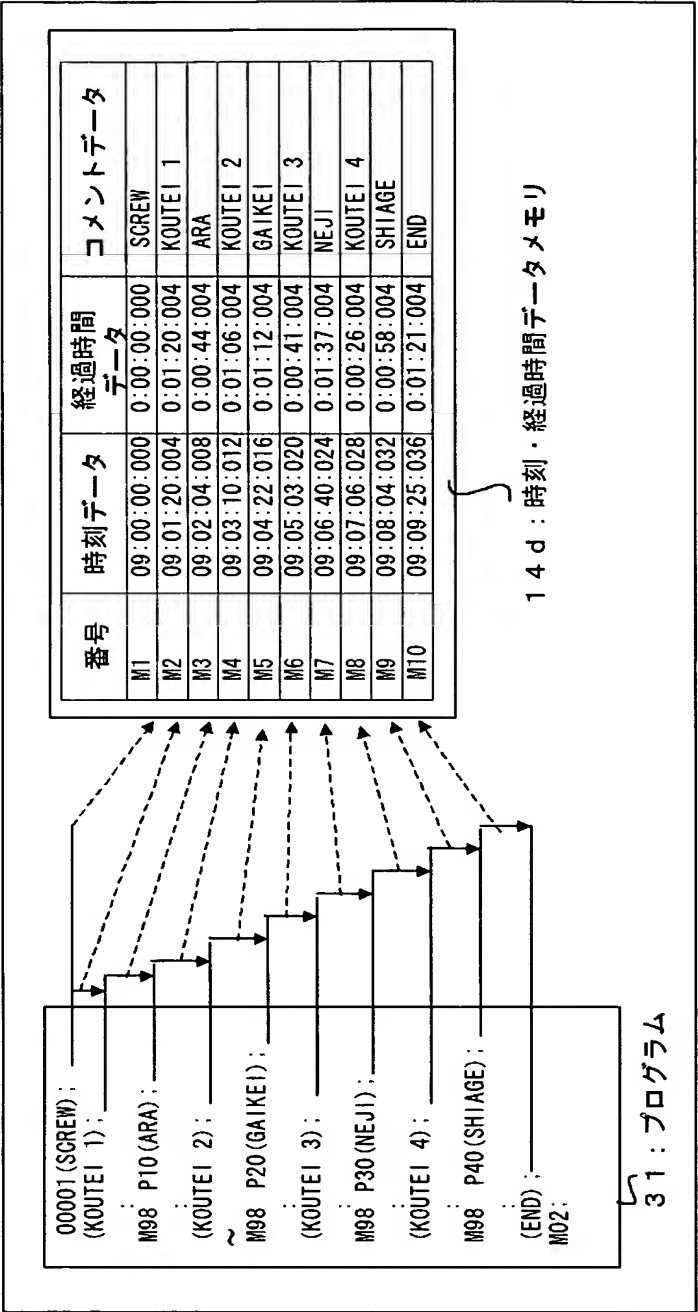 00001(SCREW);
(KOUTEI 1);
:
M98 P10(ARA);
:
(KOUTEI 2);
~
M98 P20(GAIKEI);
:
(KOUTEI 3);
:
M98 P30(NEJI);
:
(KOUTEI 4);
:
M98 P40(SHIAGE);
:
(END);
M02;
31:プログラム
番号 時刻データ 経過時間データ コメントデータ
M1 09:00:00:000 0:00:00:000 SCREW
M2 09:01:20:004 0:01:20:004 KOUTEI 1
M3 09:02:04:008 0:00:44:004 ARA
M4 09:03:10:012 0:01:06:004 KOUTEI 2
M5 09:04:22:016 0:01:12:004 GAIKEI
M6 09:05:03:020 0:00:41:004 KOUTEI 3
M7 09:06:40:024 0:01:37:004 NEJI
M8 09:07:06:028 0:00:26:004 KOUTEI 4
M9 09:08:04:032 0:00:58:004 SHIAGE
M10 09:09:25:036 0:01:21:004 END
14d:時刻・経過時間データメモリ